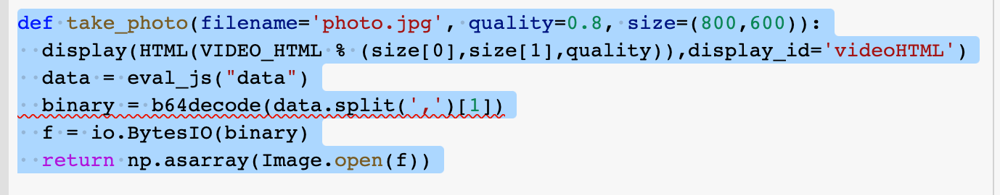 def take_photo(filename='photo.jpg', quality=0.8, size=(800,600)):
  display(HTML(VIDEO_HTML % (size[0],size[1],quality)),display_id='videoHTML')
  data = eval_js("data")
  binary = b64decode(data.split(',')[1])
  f = io.BytesIO(binary)
  return np.asarray(Image.open(f))